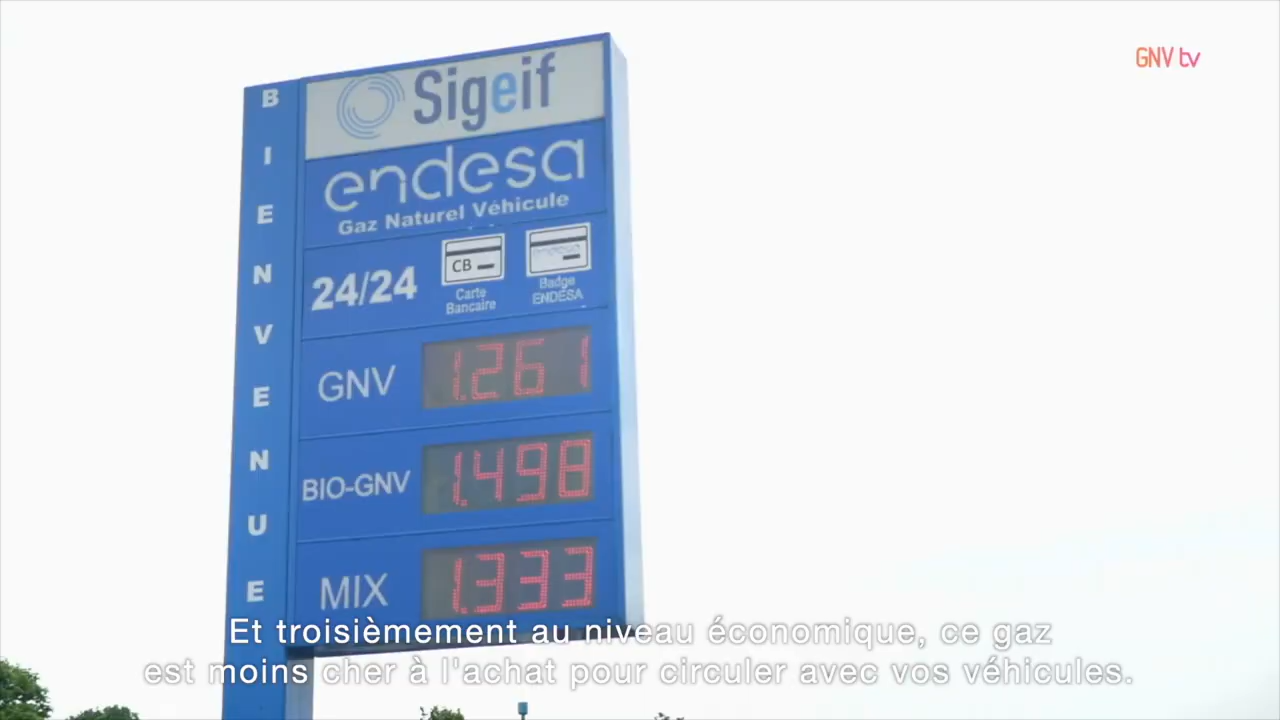 GNV tv
BIENVENUE
Sigeif
endesa
Gaz Naturel Véhicule
24/24
CB
Carte
Bancaire
endesa
Badge
ENDESA
GNV 1.261
BIO-GNV 1.498
MIX 1.333
Et troisièmement au niveau économique, ce gaz
est moins cher à l'achat pour circuler avec vos véhicules.